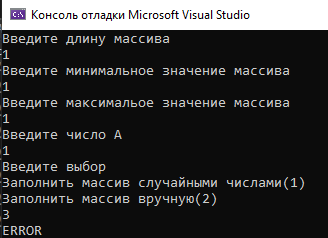 Консоль отладки Microsoft Visual Studio
Введите длину массива
1
Введите минимальное значение массива
1
Введите максимальое значение массива
1
Введите число A
1
Введите выбор
Заполнить массив случайными числами(1)
Заполнить массив вручную(2)
3
ERROR